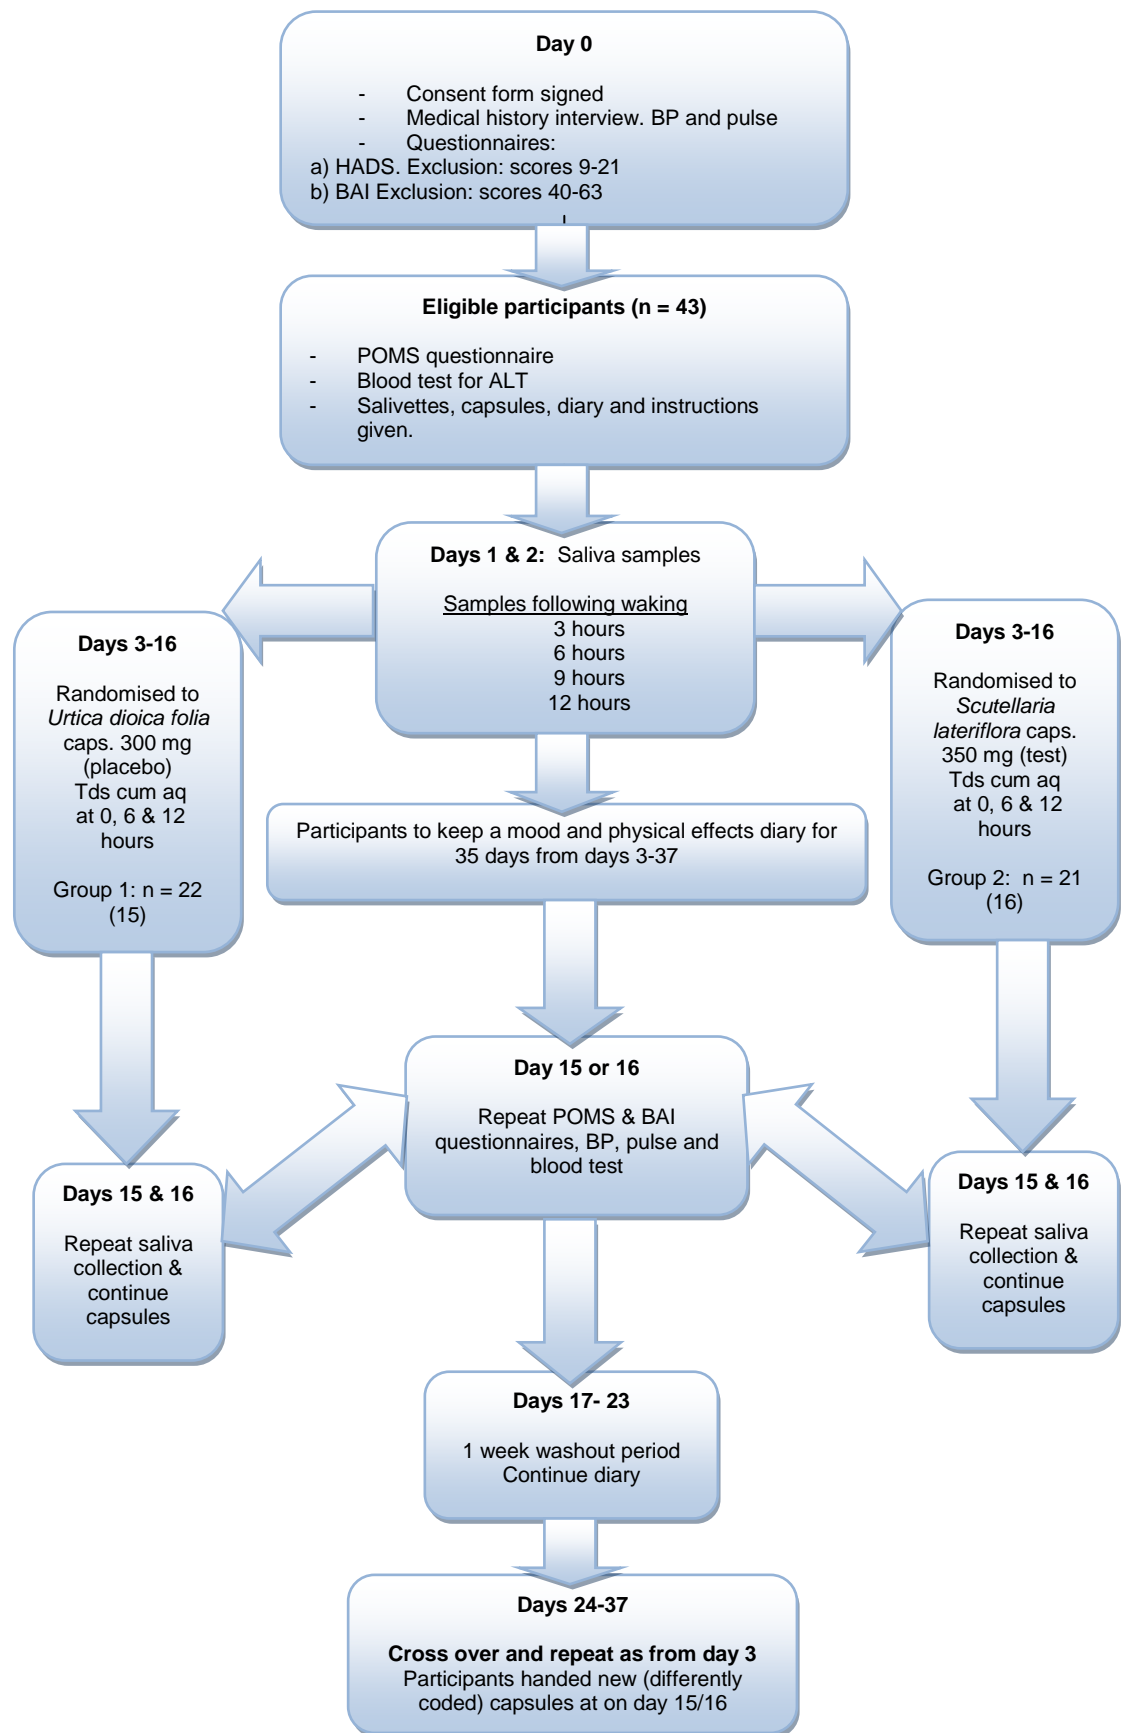 Day 0
- Consent form signed
- Medical history interview. BP and pulse
- Questionnaires:
a) HADS. Exclusion: scores 9-21
b) BAI Exclusion: scores 40-63
Eligible participants (n = 43)
- POMS questionnaire
- Blood test for ALT
- Salivettes, capsules, diary and instructions
given.
Days 1 & 2: Saliva samples
Samples following waking
3 hours
6 hours
9 hours
12 hours
Days 3-16
Randomised to
Urtica dioica folia
caps. 300 mg
(placebo)
Tds cum aq
at 0, 6 & 12
hours
Group 1: n = 22
(15)
Days 3-16
Randomised to
Scutellaria
lateriflora caps.
350 mg (test)
Tds cum aq
at 0, 6 & 12
hours
Group 2: n = 21
(16)
Participants to keep a mood and physical effects diary for
35 days from days 3-37
Day 15 or 16
Repeat POMS & BAI
questionnaires, BP, pulse and
blood test
Days 15 & 16
Repeat saliva
collection &
continue
capsules
Days 15 & 16
Repeat saliva
collection &
continue
capsules
Days 17- 23
1 week washout period
Continue diary
Days 24-37
Cross over and repeat as from day 3
Participants handed new (differently
coded) capsules at on day 15/16